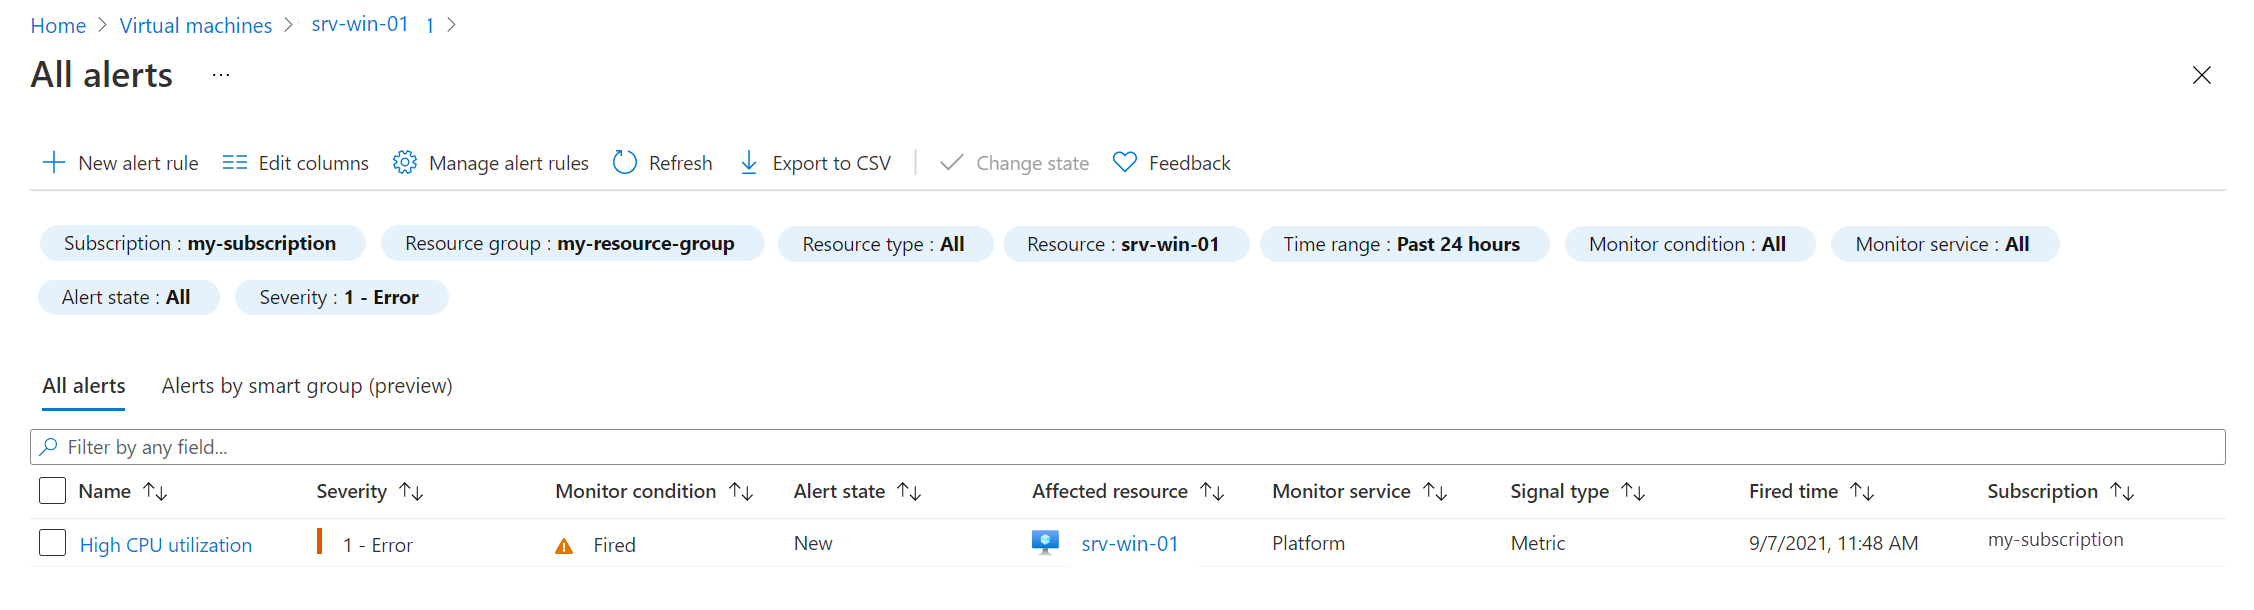 Home > Virtual machines > srv-win-01 1 >
All alerts ...
New alert rule Edit columns Manage alert rules Refresh Export to CSV Change state Feedback
Subscription : my-subscription Resource group : my-resource-group Resource type : All Resource : srv-win-01 Time range : Past 24 hours Monitor condition : All Monitor service : All
Alert state : All Severity : 1 - Error
All alerts Alerts by smart group (preview)
Filter by any field...
Name ↑↓ Severity ↑↓ Monitor condition ↑↓ Alert state ↑↓ Affected resource ↑↓ Monitor service ↑↓ Signal type ↑↓ Fired time ↑↓ Subscription ↑↓
High CPU utilization 1 - Error Fired New srv-win-01 Platform Metric 9/7/2021, 11:48 AM my-subscription